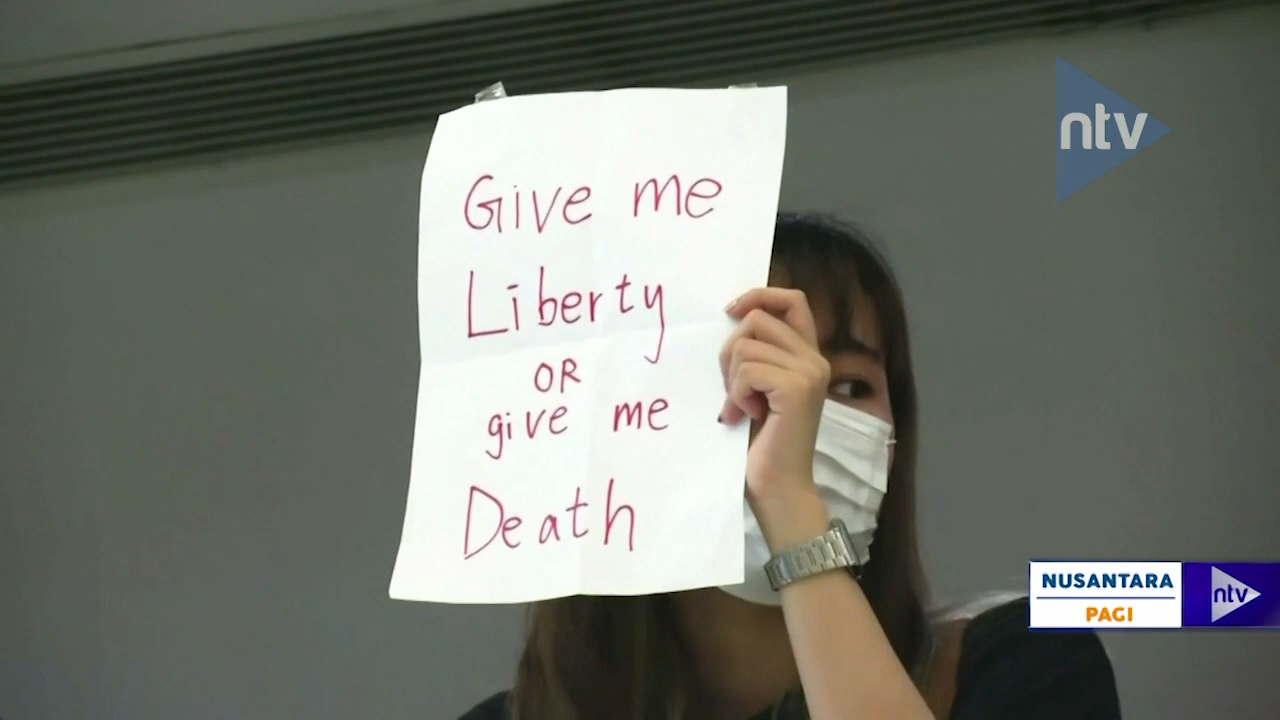 ntv
Give me
Liberty
OR
give me
Death
NUSANTARA
PAGI
ntv